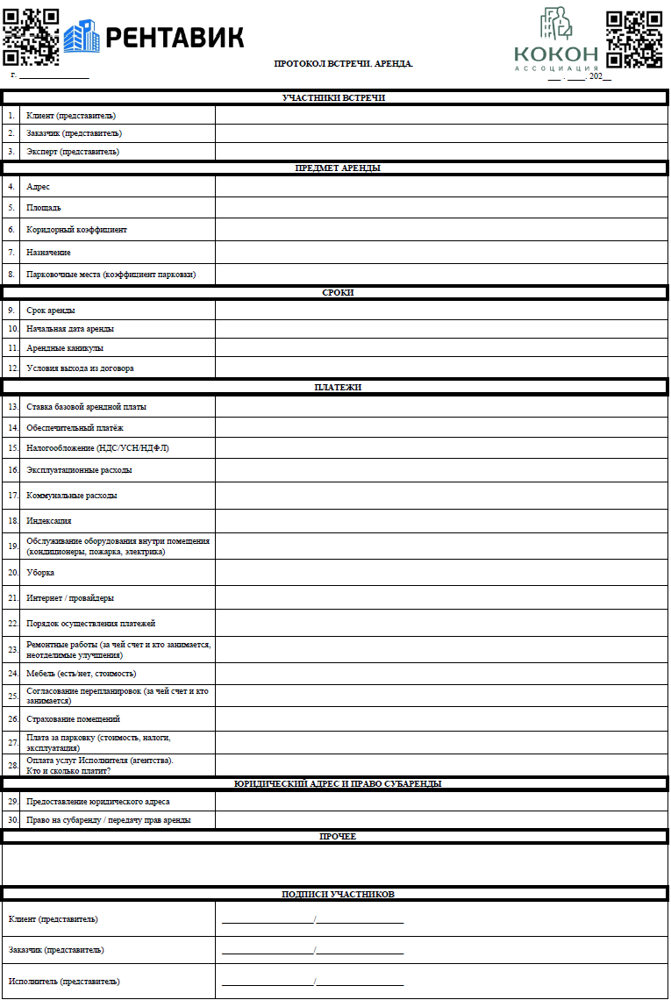 РЕНТАВИК
КОКОН
АССОЦИАЦИЯ
ПРОТОКОЛ ВСТРЕЧИ. АРЕНДА.
г. ________________
___ . ____. 202__
УЧАСТНИКИ ВСТРЕЧИ
1. Клиент (представитель)
2. Заказчик (представитель)
3. Эксперт (представитель)
ПРЕДМЕТ АРЕНДЫ
4. Адрес
5. Площадь
6. Коридорный коэффициент
7. Назначение
8. Парковочные места (коэффициент парковки)
СРОКИ
9. Срок аренды
10. Начальная дата аренды
11. Арендные каникулы
12. Условия выхода из договора
ПЛАТЕЖИ
13. Ставка базовой арендной платы
14. Обеспечительный платёж
15. Налогообложение (НДС/УСН/НДФЛ)
16. Эксплуатационные расходы
17. Коммунальные расходы
18. Индексация
19. Обслуживание оборудования внутри помещения
(кондиционеры, пожарка, электрика)
20. Уборка
21. Интернет / провайдеры
22. Порядок осуществления платежей
23. Ремонтные работы (за чей счет и кто занимается,
неотделимые улучшения)
24. Мебель (есть/нет, стоимость)
25. Согласование перепланировок (за чей счет и кто
занимается)
26. Страхование помещений
27. Плата за парковку (стоимость, налоги,
эксплуатация)
28. Оплата услуг Исполнителя (агентства).
Кто и сколько платит?
ЮРИДИЧЕСКИЙ АДРЕС И ПРАВО СУБАРЕНДЫ
29. Предоставление юридического адреса
30. Право на субаренду / передачу прав аренды
ПРОЧЕЕ
ПОДПИСИ УЧАСТНИКОВ
Клиент (представитель) _____________________/____________________
Заказчик (представитель) _____________________/____________________
Исполнитель (представитель) _____________________/____________________